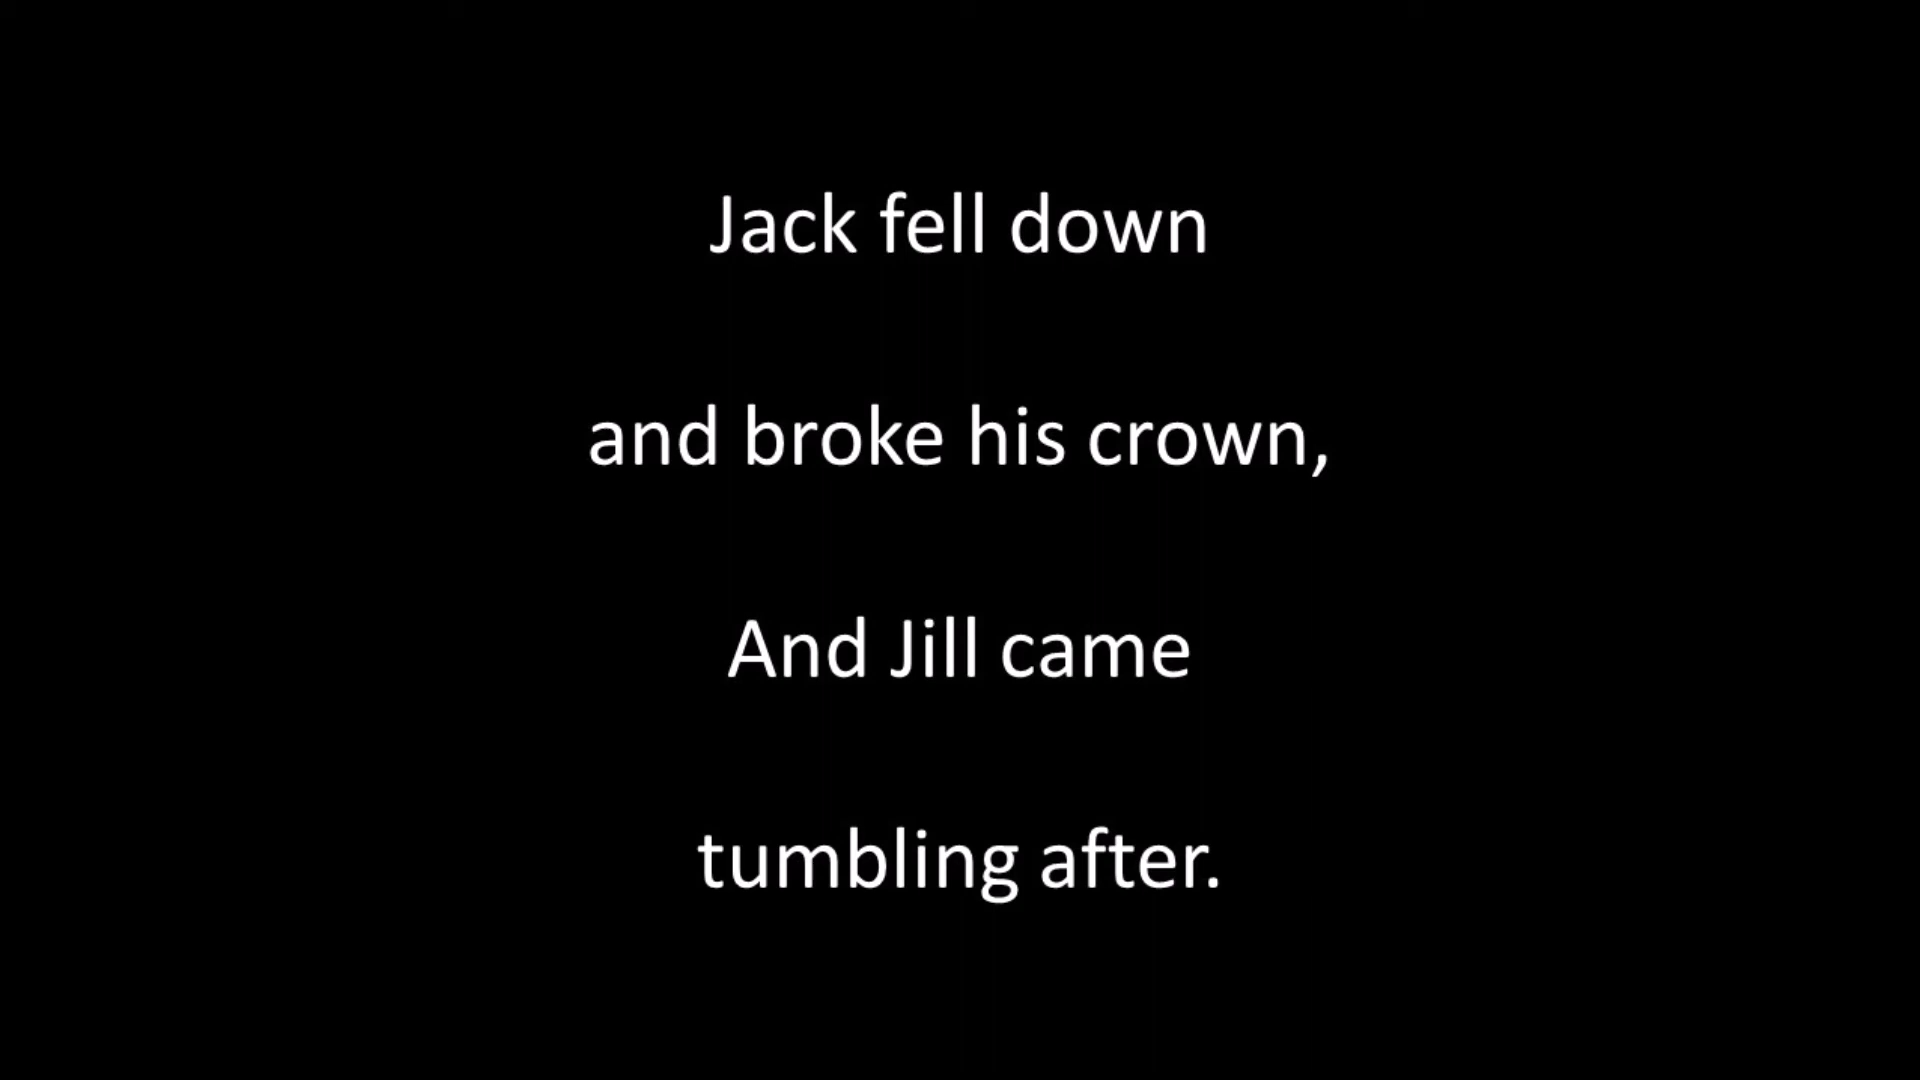 Jack fell down
and broke his crown,
And Jill came
tumbling after.